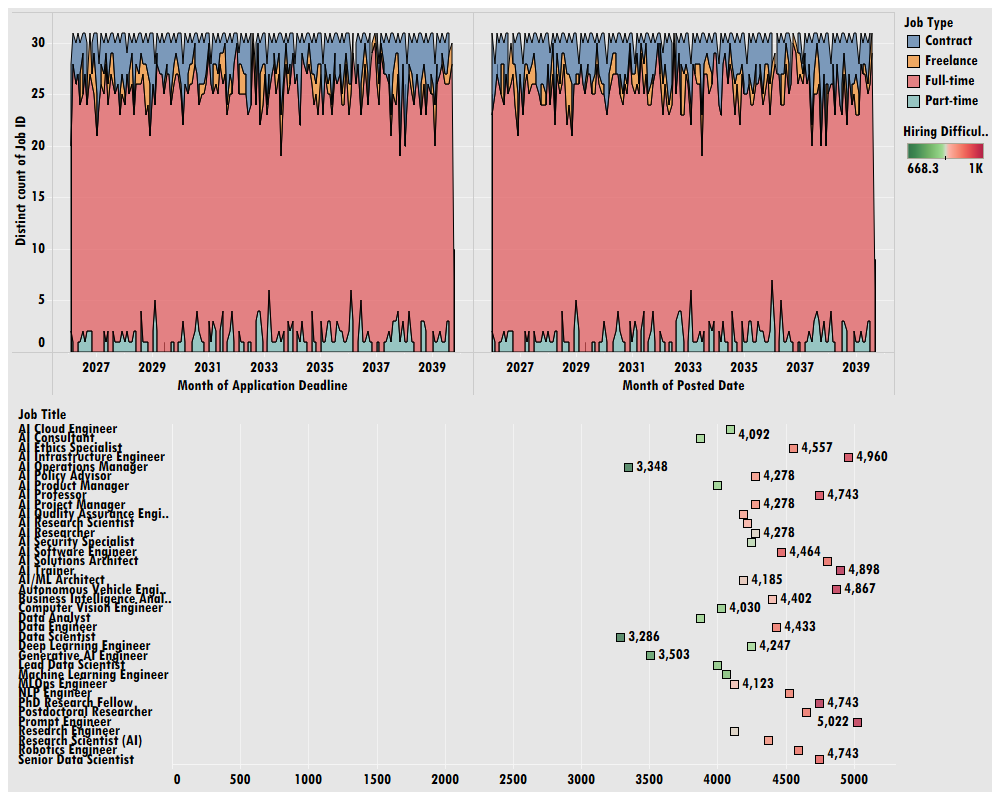 Job Type
Contract
Freelance
Full-time
Part-time
Hiring Difficul..
668.3 1K
Distinct count of Job ID
30
25
20
15
10
5
0
2027 2029 2031 2033 2035 2037 2039
Month of Application Deadline
2027 2029 2031 2033 2035 2037 2039
Month of Posted Date
Job Title
AI Cloud Engineer 4,092
AI Consultant
AI Ethics Specialist 4,557
AI Infrastructure Engineer 4,960
AI Operations Manager 3,348
AI Policy Advisor 4,278
AI Product Manager
AI Professor 4,743
AI Project Manager 4,278
AI Quality Assurance Engi..
AI Research Scientist
AI Researcher 4,278
AI Security Specialist
AI Software Engineer 4,464
AI Solutions Architect
AI Trainer 4,898
AI/ML Architect 4,185
Autonomous Vehicle Engi.. 4,867
Business Intelligence Anal.. 4,402
Computer Vision Engineer 4,030
Data Analyst
Data Engineer 4,433
Data Scientist 3,286
Deep Learning Engineer 4,247
Generative AI Engineer 3,503
Lead Data Scientist
Machine Learning Engineer
MLOps Engineer 4,123
NLP Engineer
PhD Research Fellow 4,743
Postdoctoral Researcher
Prompt Engineer 5,022
Research Engineer
Research Scientist (AI)
Robotics Engineer
Senior Data Scientist 4,743
0 500 1000 1500 2000 2500 3000 3500 4000 4500 5000